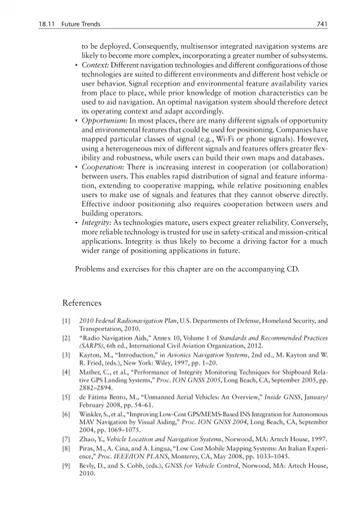 18.11 Future Trends 741
to be deployed. Consequently, multisensor integrated navigation systems are
likely to become more complex, incorporating a greater number of subsystems.
• Context: Different navigation technologies and different configurations of those
technologies are suited to different environments and different host vehicle or
user behavior. Signal reception and environmental feature availability varies
from place to place, while prior knowledge of motion characteristics can be
used to aid navigation. An optimal navigation system should therefore detect
its operating context and adapt accordingly.
• Opportunism: In most places, there are many different signals of opportunity
and environmental features that could be used for positioning. Companies have
mapped particular classes of signal (e.g., Wi-Fi or phone signals). However,
using a heterogeneous mix of different signals and features offers greater flex-
ibility and robustness, while users can build their own maps and databases.
• Cooperation: There is increasing interest in cooperation (or collaboration)
between users. This enables rapid distribution of signal and feature informa-
tion, extending to cooperative mapping, while relative positioning enables
users to make use of signals and features that they cannot observe directly.
Effective indoor positioning also requires cooperation between users and
building operators.
• Integrity: As technologies mature, users expect greater reliability. Conversely,
more reliable technology is trusted for use in safety-critical and mission-critical
applications. Integrity is thus likely to become a driving factor for a much
wider range of positioning applications in future.
Problems and exercises for this chapter are on the accompanying CD.
References
[1] 2010 Federal Radionavigation Plan, U.S. Departments of Defense, Homeland Security, and
Transportation, 2010.
[2] "Radio Navigation Aids," Annex 10, Volume 1 of Standards and Recommended Practices
(SARPS), 6th ed., International Civil Aviation Organization, 2012.
[3] Kayton, M., "Introduction," in Avionics Navigation Systems, 2nd ed., M. Kayton and W.
R. Fried, (eds.), New York: Wiley, 1997, pp. 1–20.
[4] Mather, C., et al., "Performance of Integrity Monitoring Techniques for Shipboard Rela-
tive GPS Landing Systems," Proc. ION GNSS 2005, Long Beach, CA, September 2005, pp.
2882–2894.
[5] de Fátima Bento, M., "Unmanned Aerial Vehicles: An Overview," Inside GNSS, January/
February 2008, pp. 54–61.
[6] Winkler, S., et al., "Improving Low-Cost GPS/MEMS-Based INS Integration for Autonomous
MAV Navigation by Visual Aiding," Proc. ION GNSS 2004, Long Beach, CA, September
2004, pp. 1069–1075.
[7] Zhao, Y., Vehicle Location and Navigation Systems, Norwood, MA: Artech House, 1997.
[8] Piras, M., A. Cina, and A. Lingua, "Low Cost Mobile Mapping Systems: An Italian Experi-
ence," Proc. IEEE/ION PLANS, Monterey, CA, May 2008, pp. 1033–1045.
[9] Bevly, D., and S. Cobb, (eds.), GNSS for Vehicle Control, Norwood, MA: Artech House,
2010.